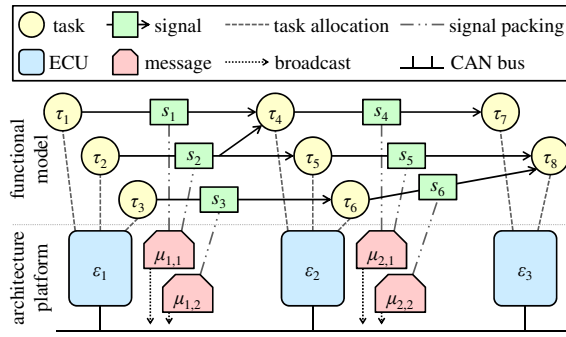 task
signal
task allocation
signal packing
ECU
message
broadcast
CAN bus
functional
model
τ1
s1
τ4
s4
τ7
τ2
s2
τ5
s5
τ8
τ3
s3
τ6
s6
architecture
platform
ε1
μ1,1
μ1,2
ε2
μ2,1
μ2,2
ε3